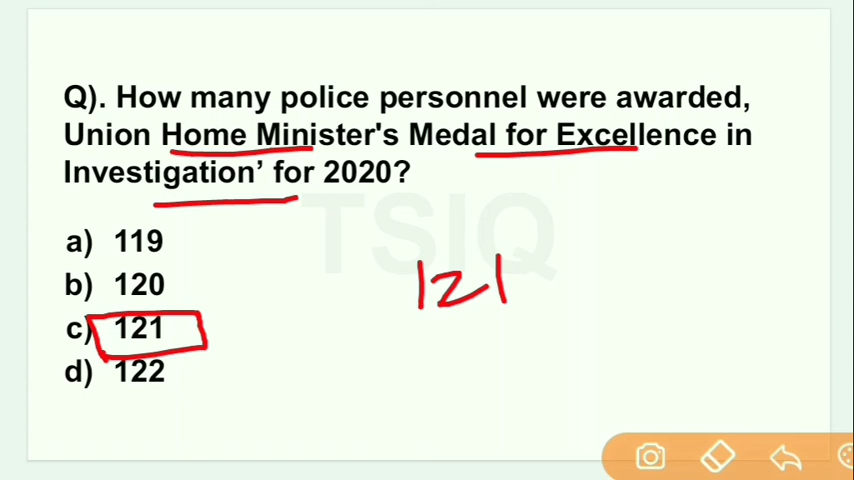 Q). How many police personnel were awarded,
Union Home Minister's Medal for Excellence in
Investigation’ for 2020?
TSIQ
a) 119
b) 120
121
c) 121
d) 122